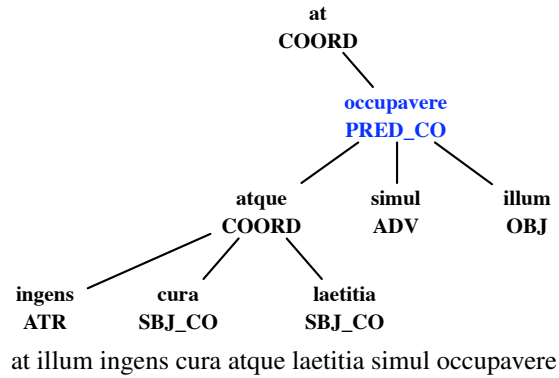 at
COORD
occupavere
PRED_CO
atque simul illum
COORD ADV OBJ
ingens cura laetitia
ATR SBJ_CO SBJ_CO
at illum ingens cura atque laetitia simul occupavere